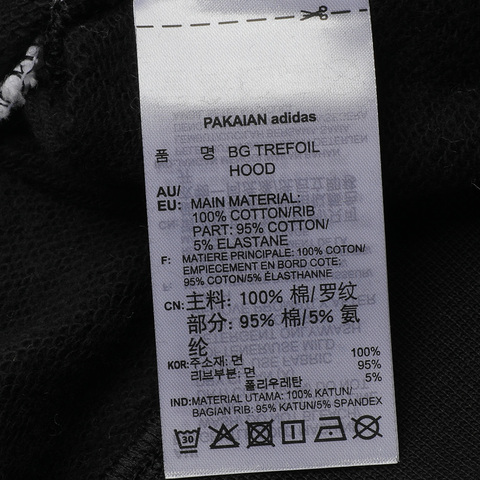 PAKAIAN adidas
품 명 BG TREFOIL
HOOD
AU/
EU: MAIN MATERIAL:
100% COTTON/RIB
PART: 95% COTTON/
5% ELASTANE
F: MATIERE PRINCIPALE: 100% COTON/
EMPIECEMENT EN BORD COTE:
95% COTON/5% ÉLASTHANNE
CN: 主料: 100% 棉/罗纹
部分: 95% 棉/5% 氨
纶
KOR: 주소재: 면 100%
리브부분: 면 95%
폴리우레탄 5%
IND: MATERIAL UTAMA: 100% KATUN/
BAGIAN RIB: 95% KATUN/5% SPANDEX
30